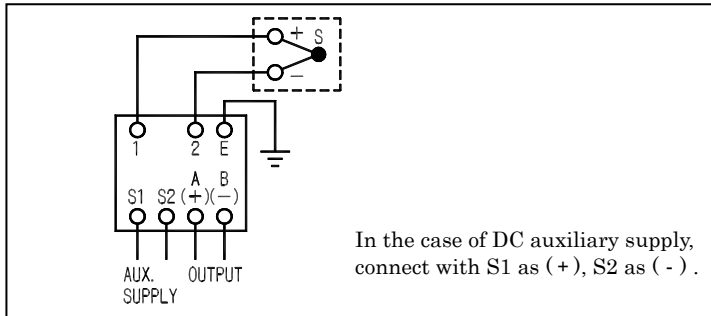 + S
−
1 2 E
A B
S1 S2 (+)(−)
AUX. OUTPUT
SUPPLY
In the case of DC auxiliary supply,
connect with S1 as (+), S2 as (-) .